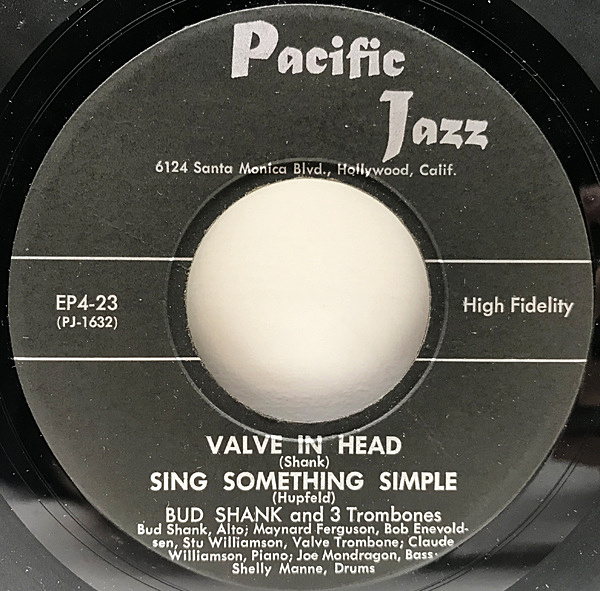 Pacific
Jazz
6124 Santa Monica Blvd., Hollywood, Calif.
EP4-23
(PJ-1632)
High Fidelity
VALVE IN HEAD
(Shank)
SING SOMETHING SIMPLE
(Hupfeld)
BUD SHANK and 3 Trombones
Bud Shank, Alto; Maynard Ferguson, Bob Enevold-
sen, Stu Williamson, Valve Trombone; Claude
Williamson, Piano; Joe Mondragon, Bass;
Shelly Manne, Drums